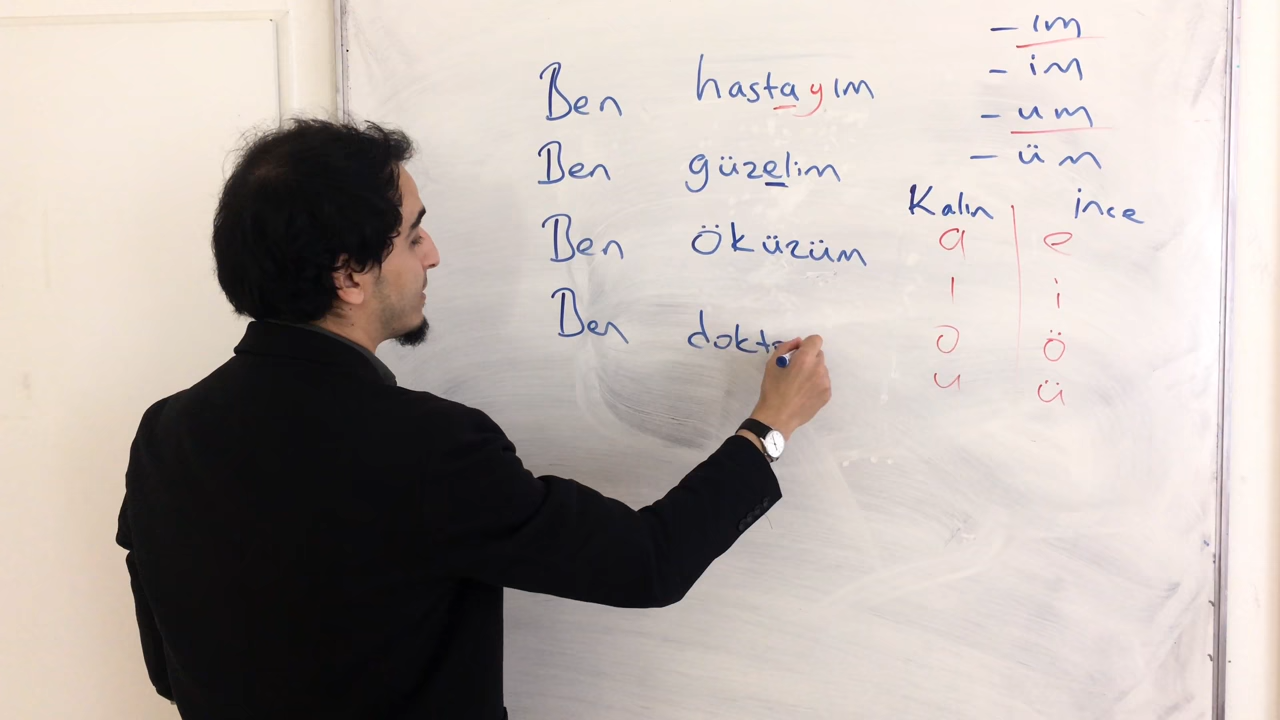 Ben hastayım
Ben güzelim
Ben öküzüm
Ben dokt
- ım
- im
- um
- üm
Kalın ince
a e
ı i
o ö
u ü